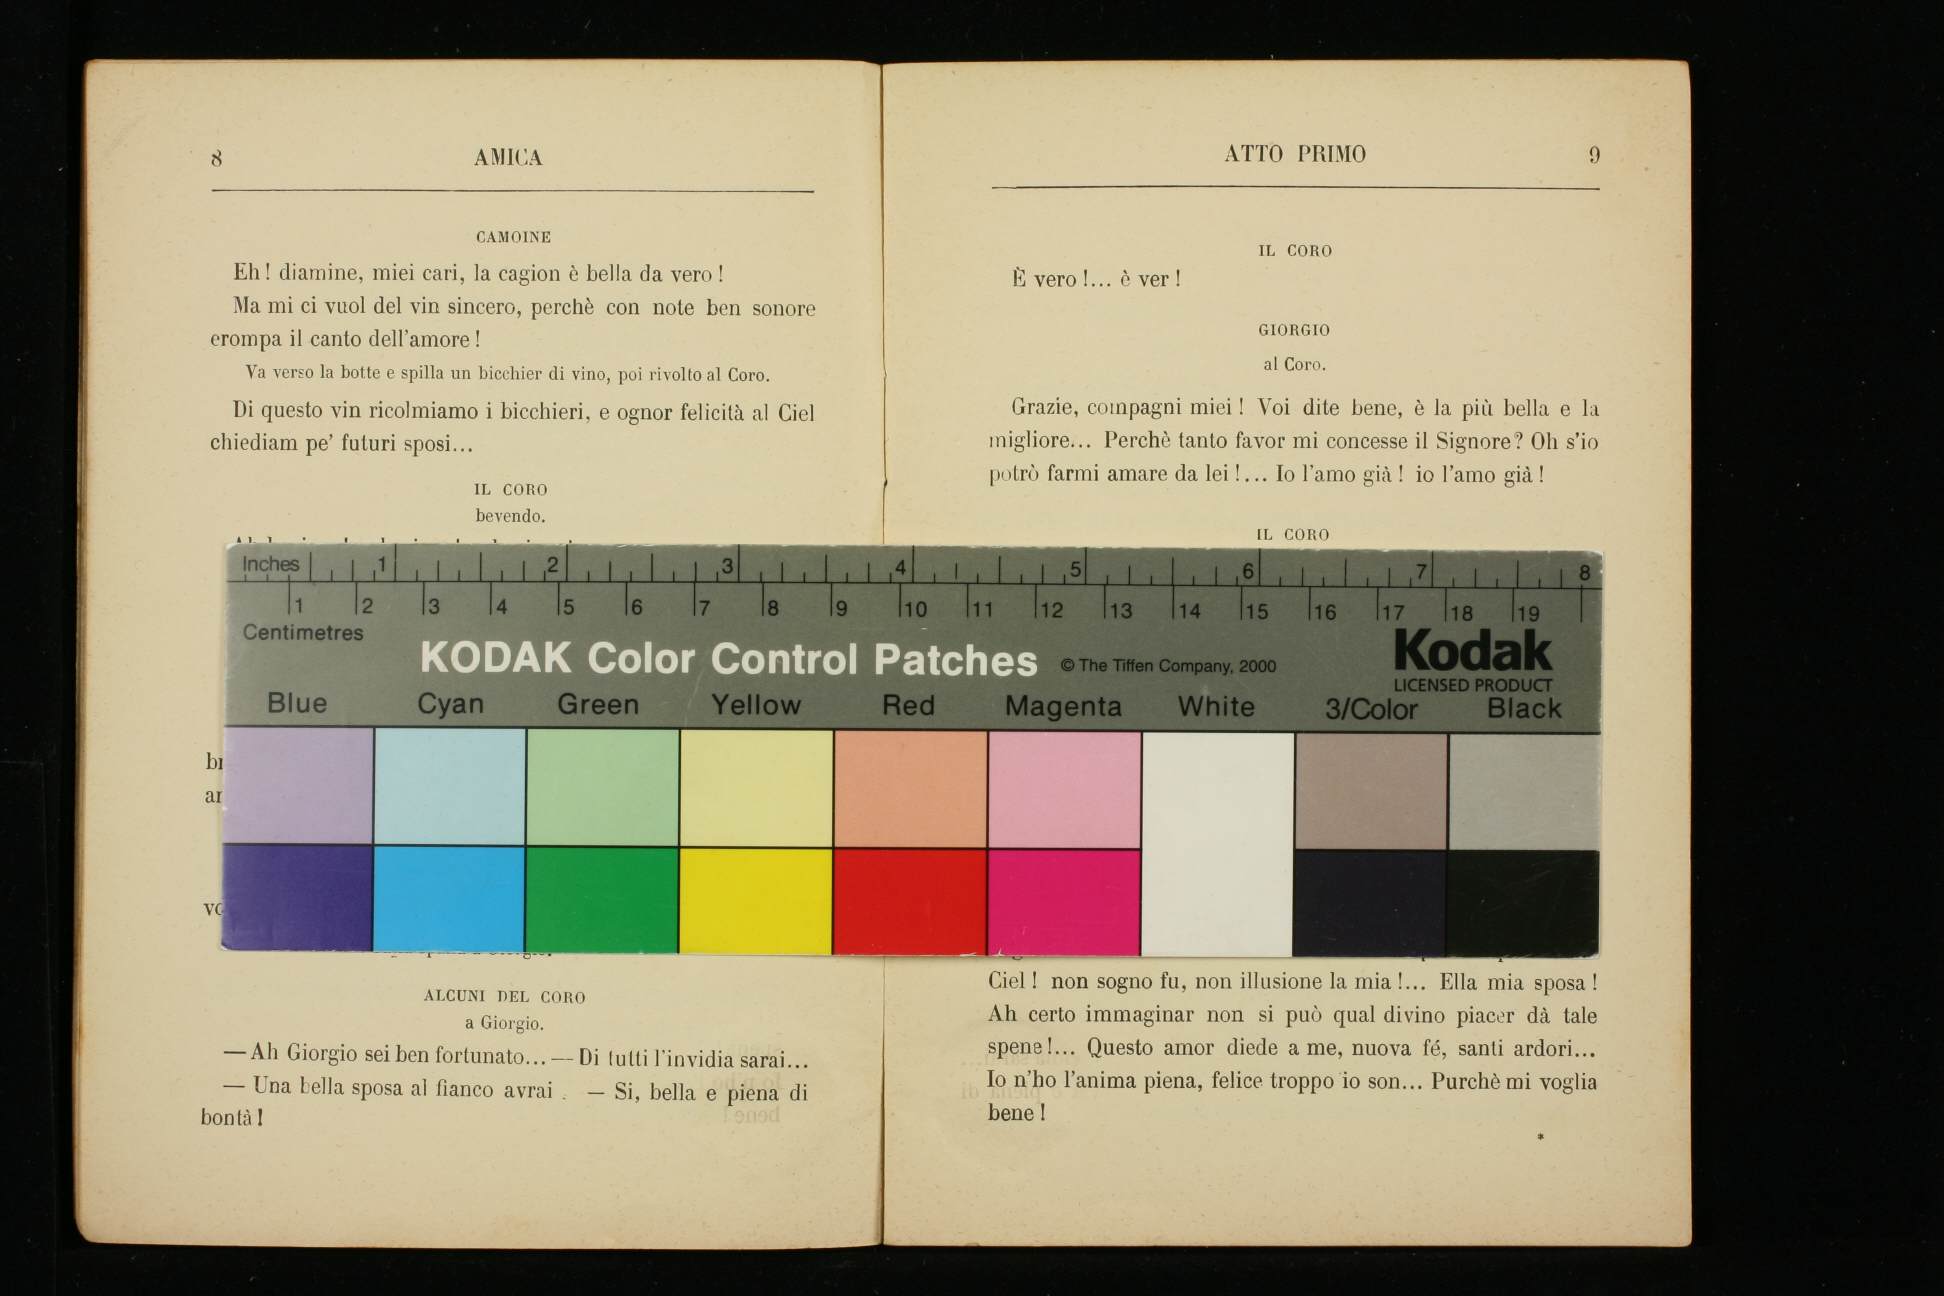 8 AMICA
CAMOINE
Eh ! diamine, miei cari, la cagion è bella da vero !
Ma mi ci vuol del vin sincero, perchè con note ben sonore
erompa il canto dell'amore !
Va verso la botte e spilla un bicchier di vino, poi rivolto al Coro.
Di questo vin ricolmiamo i bicchieri, e ognor felicità al Ciel
chiediam pe' futuri sposi...
IL CORO
bevendo.
ALCUNI DEL CORO
a Giorgio.
— Ah Giorgio sei ben fortunato... — Di tutti l'invidia sarai...
— Una bella sposa al fianco avrai . — Si, bella e piena di
bontà !
ATTO PRIMO 9
IL CORO
È vero !... è ver !
GIORGIO
al Coro.
Grazie, compagni miei ! Voi dite bene, è la più bella e la
migliore... Perchè tanto favor mi concesse il Signore ? Oh s'io
potrò farmi amare da lei !... Io l'amo già ! io l'amo già !
IL CORO
Ciel ! non sogno fu, non illusione la mia !... Ella mia sposa !
Ah certo immaginar non si può qual divino piacer dà tale
spene !... Questo amor diede a me, nuova fé, santi ardori...
Io n'ho l'anima piena, felice troppo io son... Purchè mi voglia
bene !
*
Inches 1 2 3 4 5 6 7 8
1 2 3 4 5 6 7 8 9 10 11 12 13 14 15 16 17 18 19
Centimetres
KODAK Color Control Patches © The Tiffen Company, 2000
Kodak
LICENSED PRODUCT
Blue Cyan Green Yellow Red Magenta White 3/Color Black